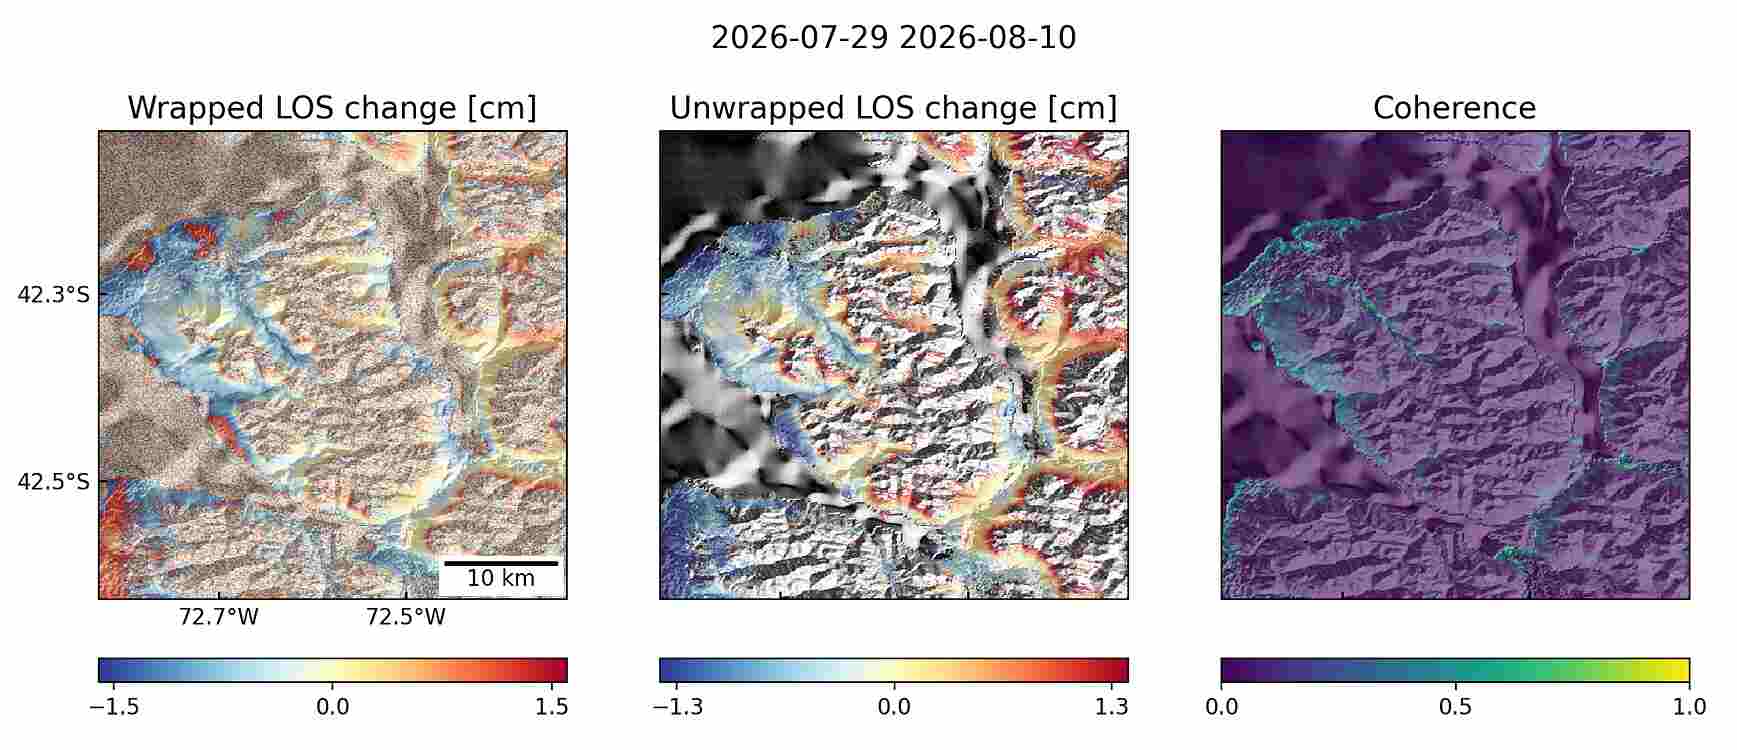 2026-07-29 2026-08-10
Wrapped LOS change [cm]
Unwrapped LOS change [cm]
Coherence
42.3°S
42.5°S
10 km
72.7°W
72.5°W
−1.5
0.0
1.5
−1.3
0.0
1.3
0.0
0.5
1.0